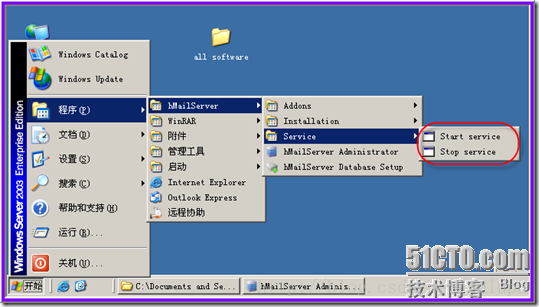 all software
Windows Server 2003 Enterprise Edition
Windows Catalog
Windows Update
程序(P)
文档(D)
设置(S)
搜索(C)
帮助和支持(H)
运行(R)...
关机(U)...
hMailServer
WinRAR
附件
管理工具
启动
Internet Explorer
Outlook Express
远程协助
Addons
Installation
Service
hMailServer Administrator
hMailServer Database Setup
Start service
Stop service
开始
C:\Documents and Se...
hMailServer Adminis...
51CTO.com
技术博客
Blog